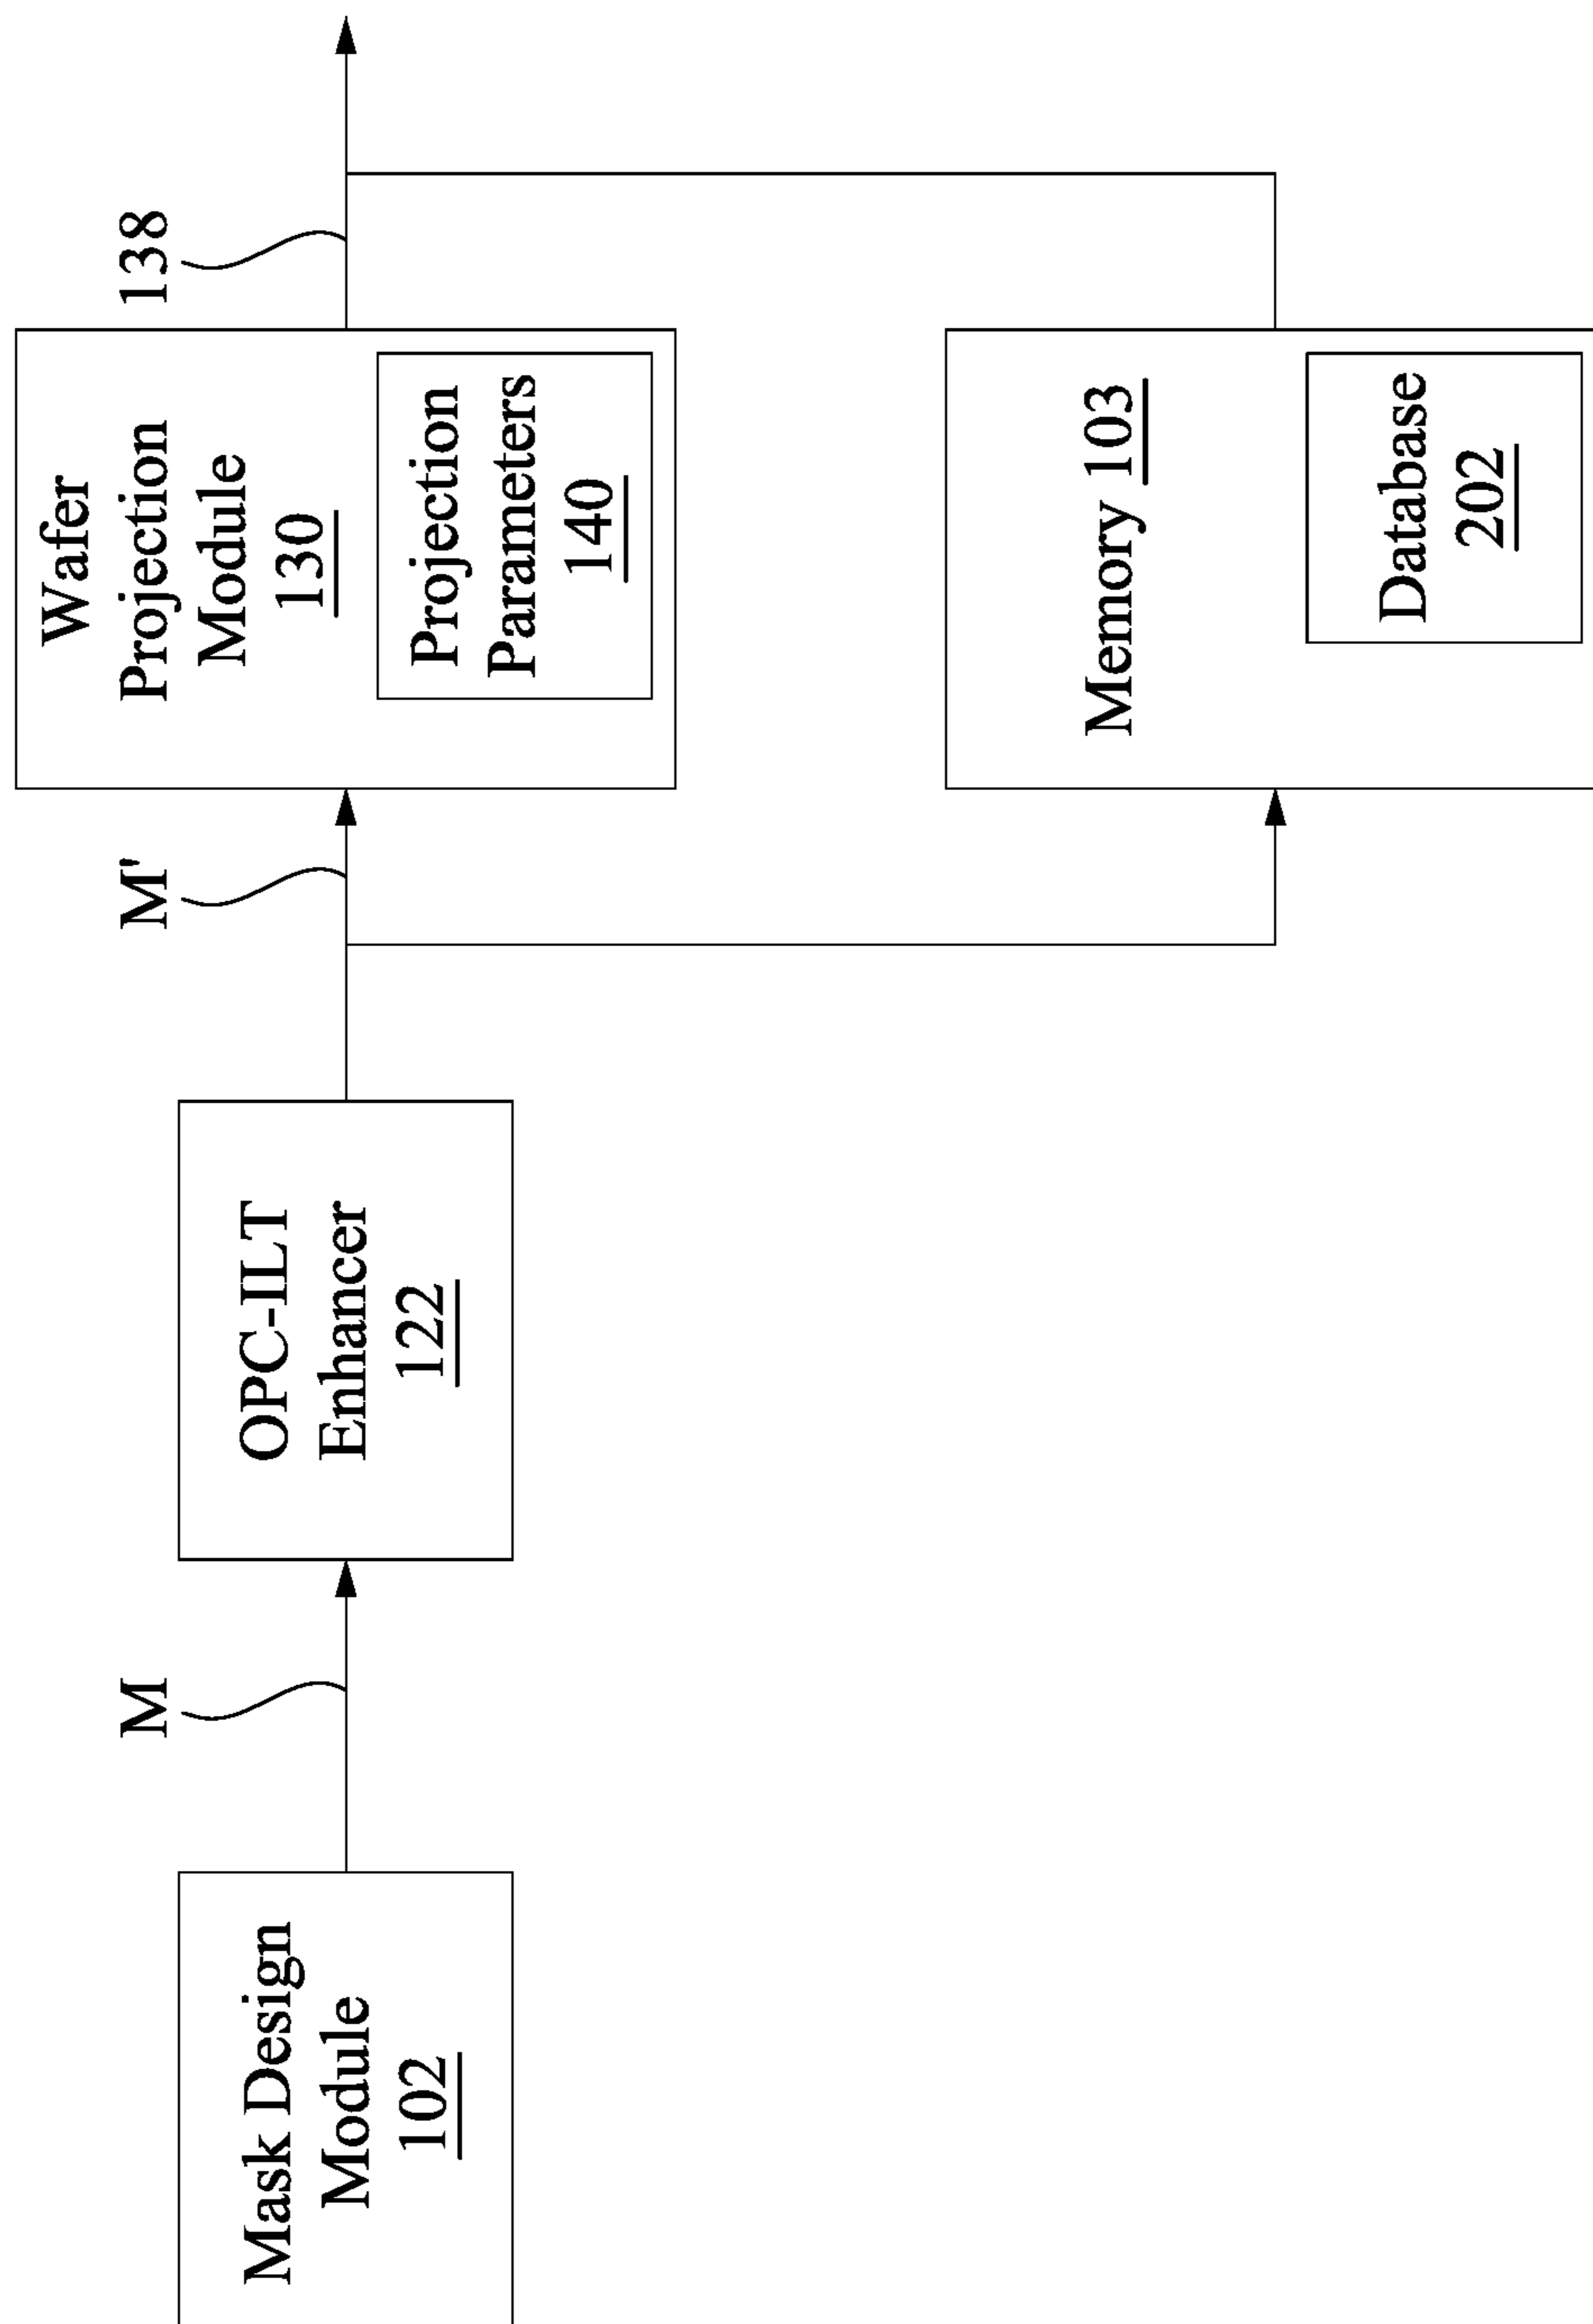 M
M'
138
Mask Design
Module
102
OPC-ILT
Enhancer
122
Wafer
Projection
Module
130
Projection
Parameters
140
Memory 103
Database
202